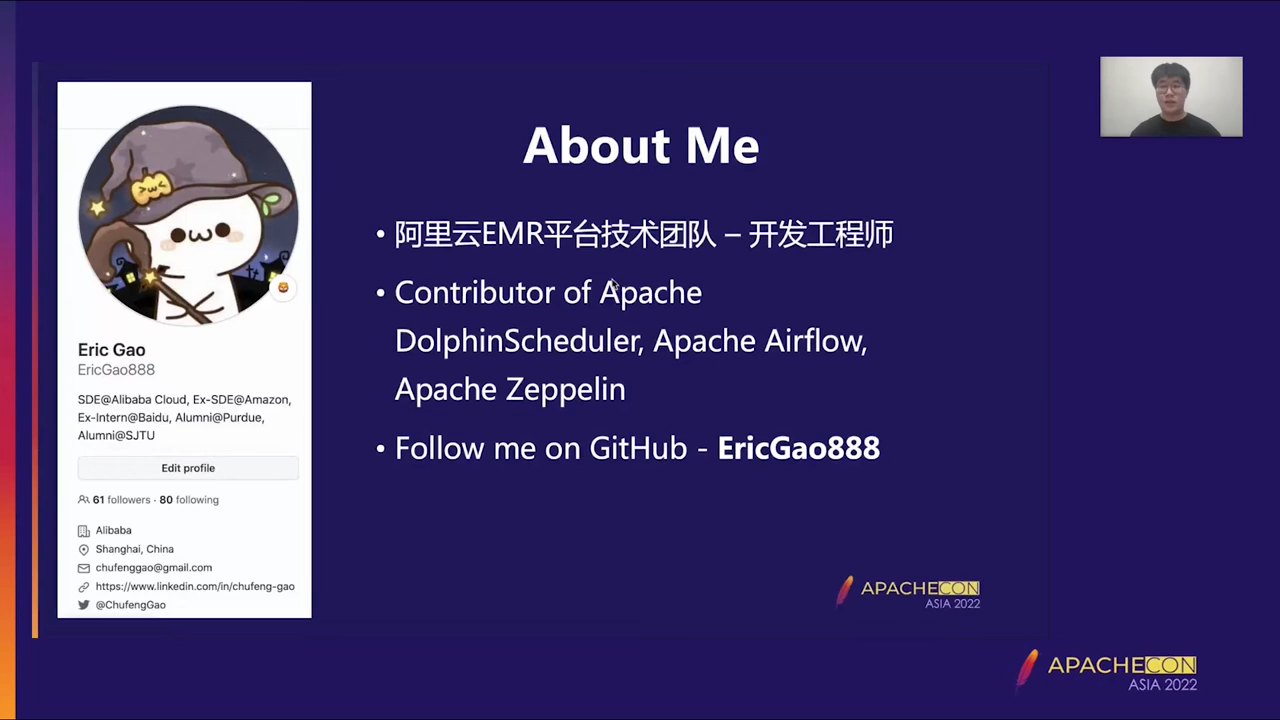 About Me
• 阿里云EMR平台技术团队 – 开发工程师
• Contributor of Apache
DolphinScheduler, Apache Airflow,
Apache Zeppelin
• Follow me on GitHub - EricGao888
Eric Gao
EricGao888
SDE@Alibaba Cloud, Ex-SDE@Amazon,
Ex-Intern@Baidu, Alumni@Purdue,
Alumni@SJTU
Edit profile
61 followers · 80 following
Alibaba
Shanghai, China
chufenggao@gmail.com
https://www.linkedin.com/in/chufeng-gao
@ChufengGao
APACHECON
ASIA 2022
APACHECON
ASIA 2022